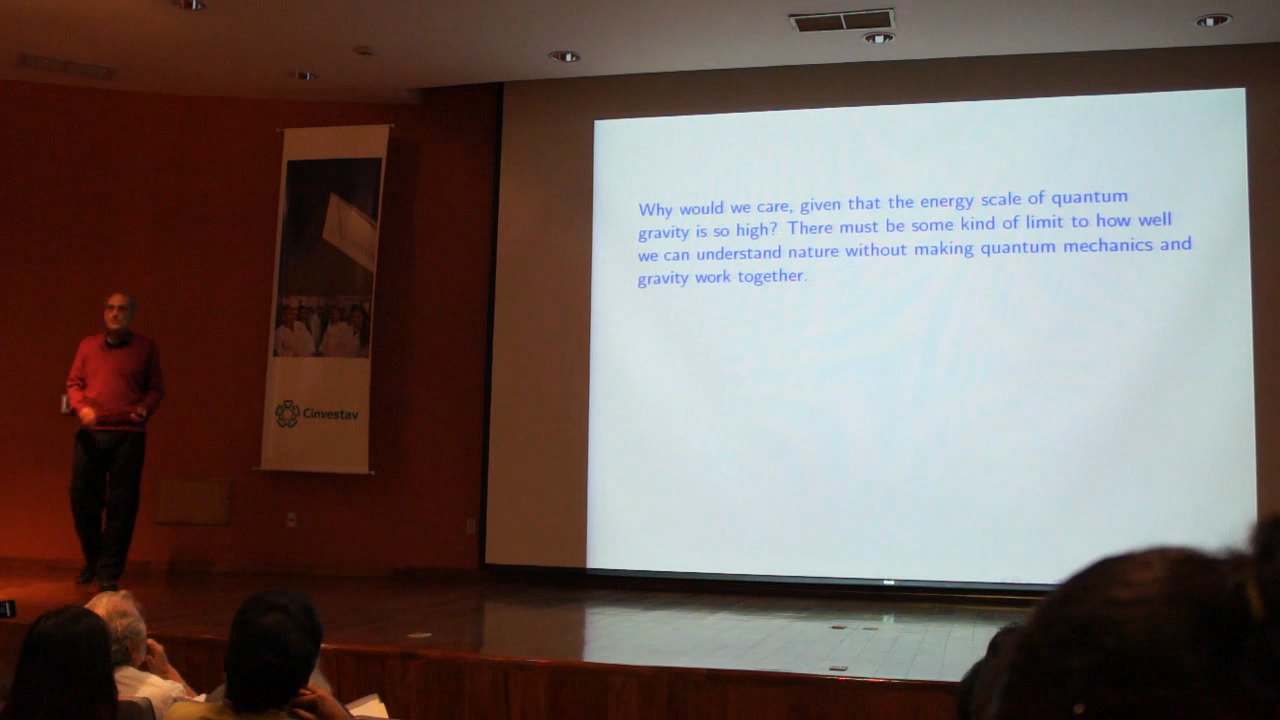 Why would we care, given that the energy scale of quantum
gravity is so high? There must be some kind of limit to how well
we can understand nature without making quantum mechanics and
gravity work together.
Cinvestav